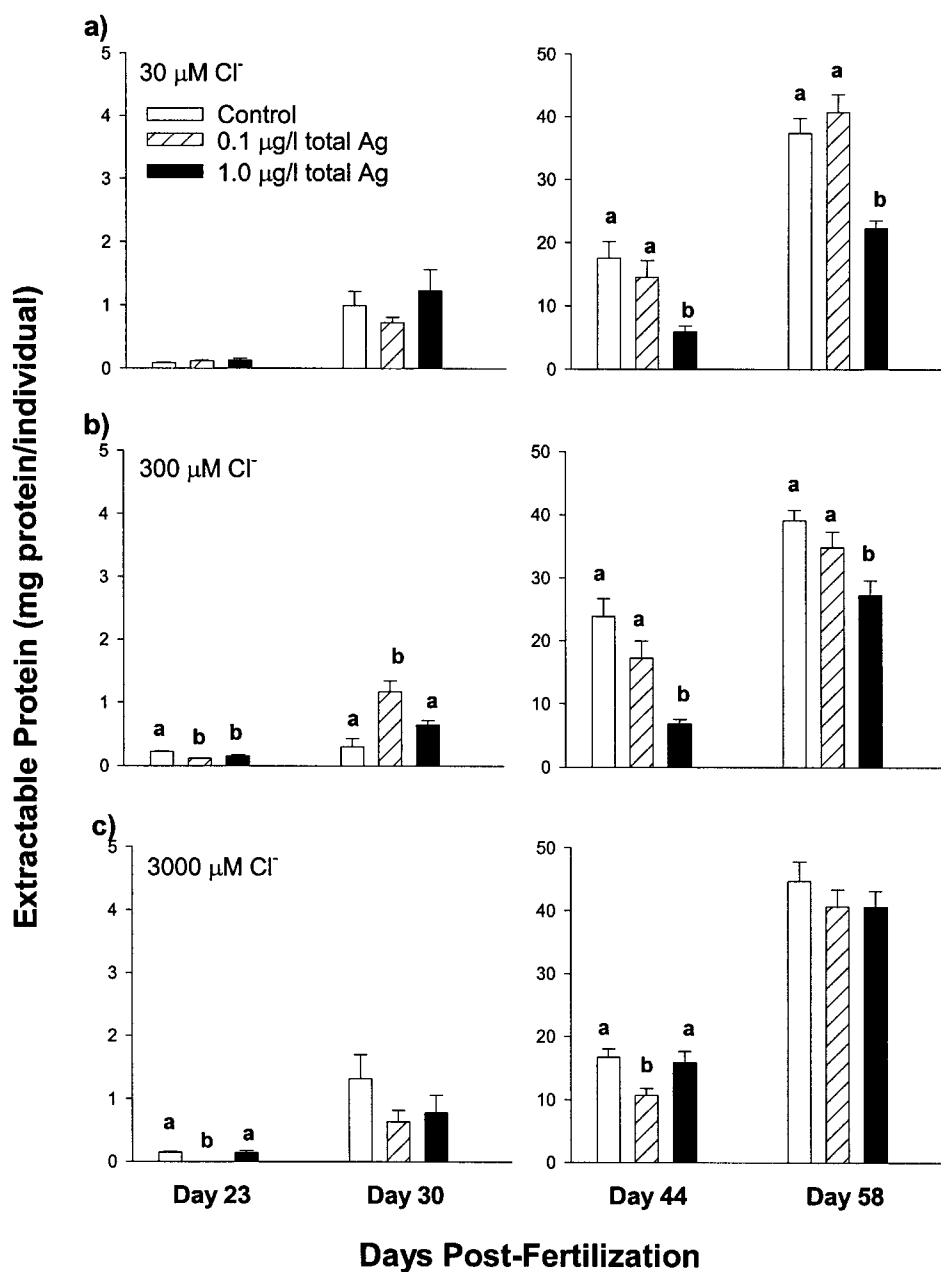 Extractable Protein (mg protein/individual)
a)
30 μM Cl⁻
Control
0.1 μg/l total Ag
1.0 μg/l total Ag
5
4
3
2
1
0
50
40
30
20
10
0
a
a
b
a
a
b
b)
300 μM Cl⁻
5
4
3
2
1
0
a
b
b
a
b
a
50
40
30
20
10
0
a
a
b
a
a
b
c)
3000 μM Cl⁻
5
4
3
2
1
0
a
b
a
50
40
30
20
10
0
a
b
a
Day 23
Day 30
Day 44
Day 58
Days Post-Fertilization